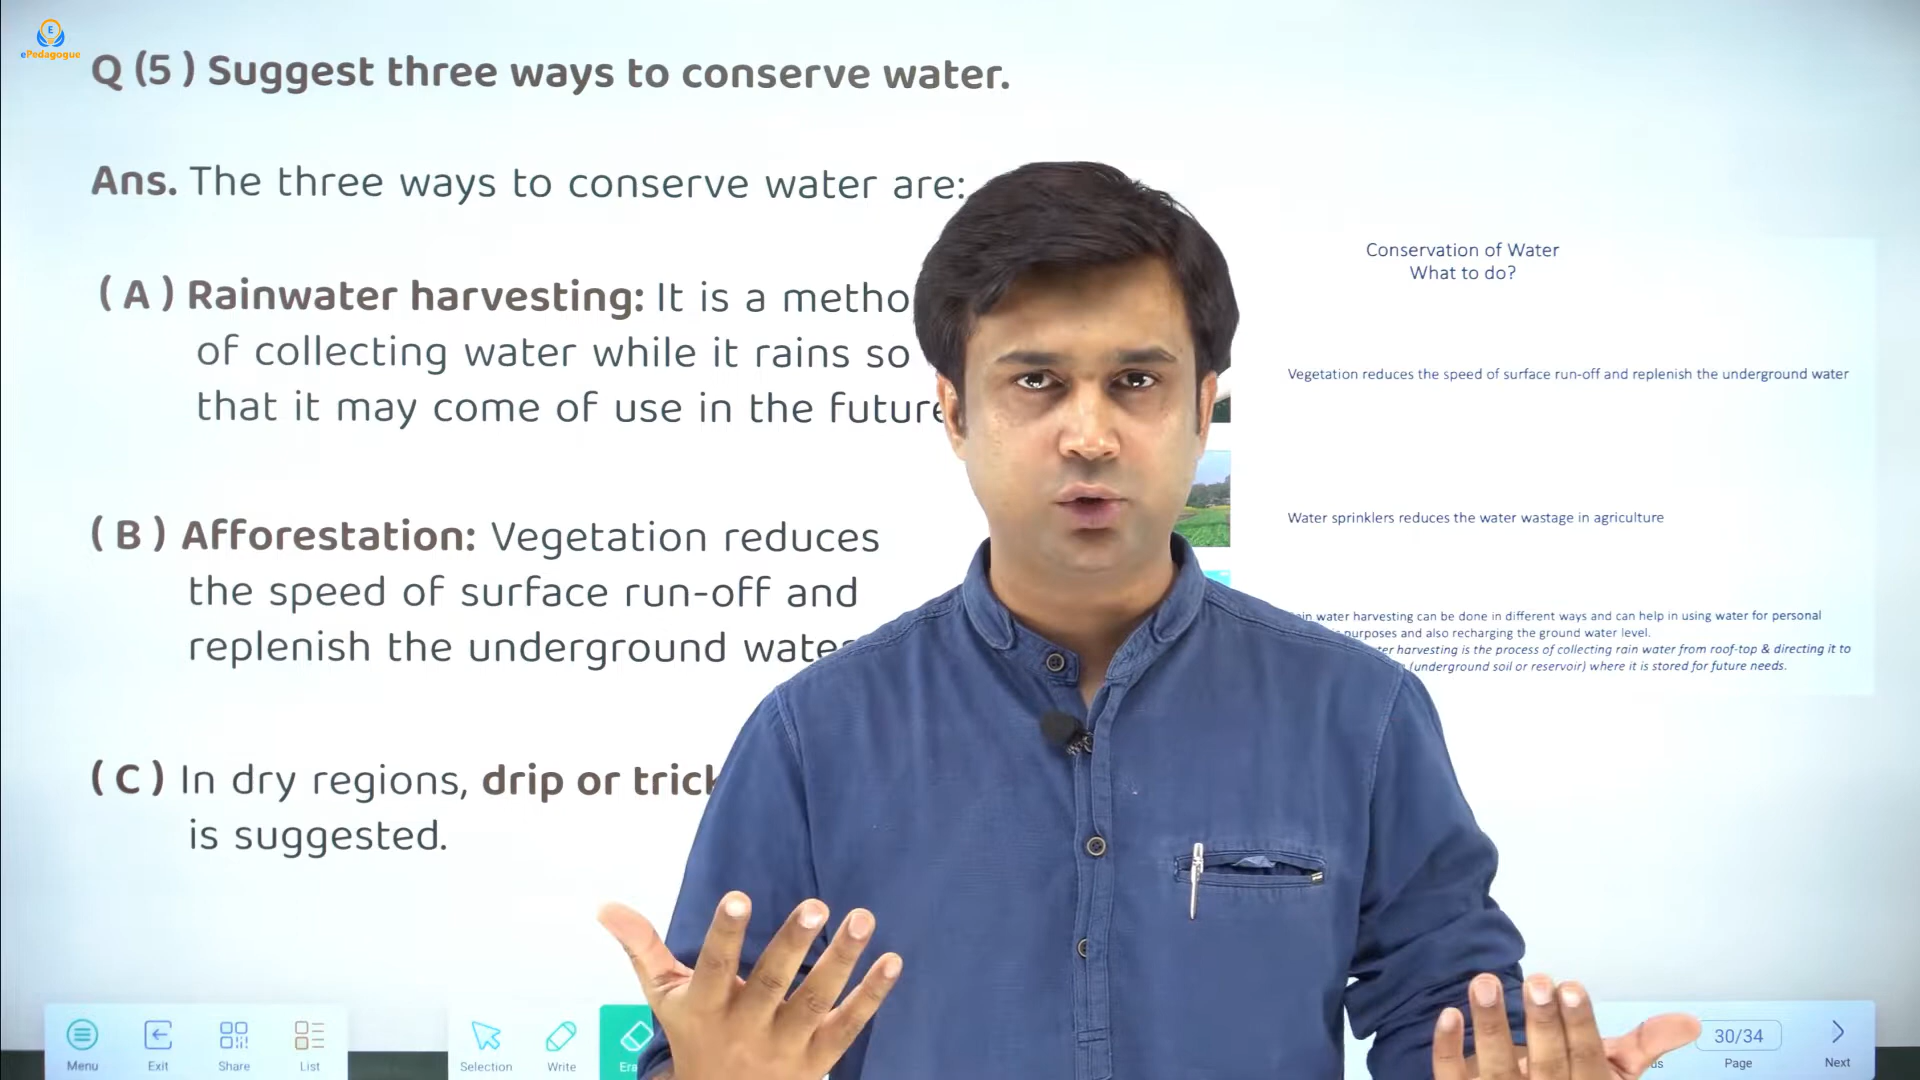 E
ePedagogue
Q (5 ) Suggest three ways to conserve water.
Ans. The three ways to conserve water are:
( A ) Rainwater harvesting: It is a
of collecting water while it rains so
that it may come of use in the
( B ) Afforestation: Vegetation reduces
the speed of surface run-off and
replenish the underground
( C ) In dry regions, drip or
is suggested.
Conservation of Water
What to do?
Vegetation reduces the speed of surface run-off and replenish the underground water
Water sprinklers reduces the water wastage in agriculture
water harvesting can be done in different ways and can help in using water for personal
purposes and also recharging the ground water level.
harvesting is the process of collecting rain water from roof-top & directing it to
(underground soil or reservoir) where it is stored for future needs.
Menu Exit Share List Selection Write
30/34
Page Next